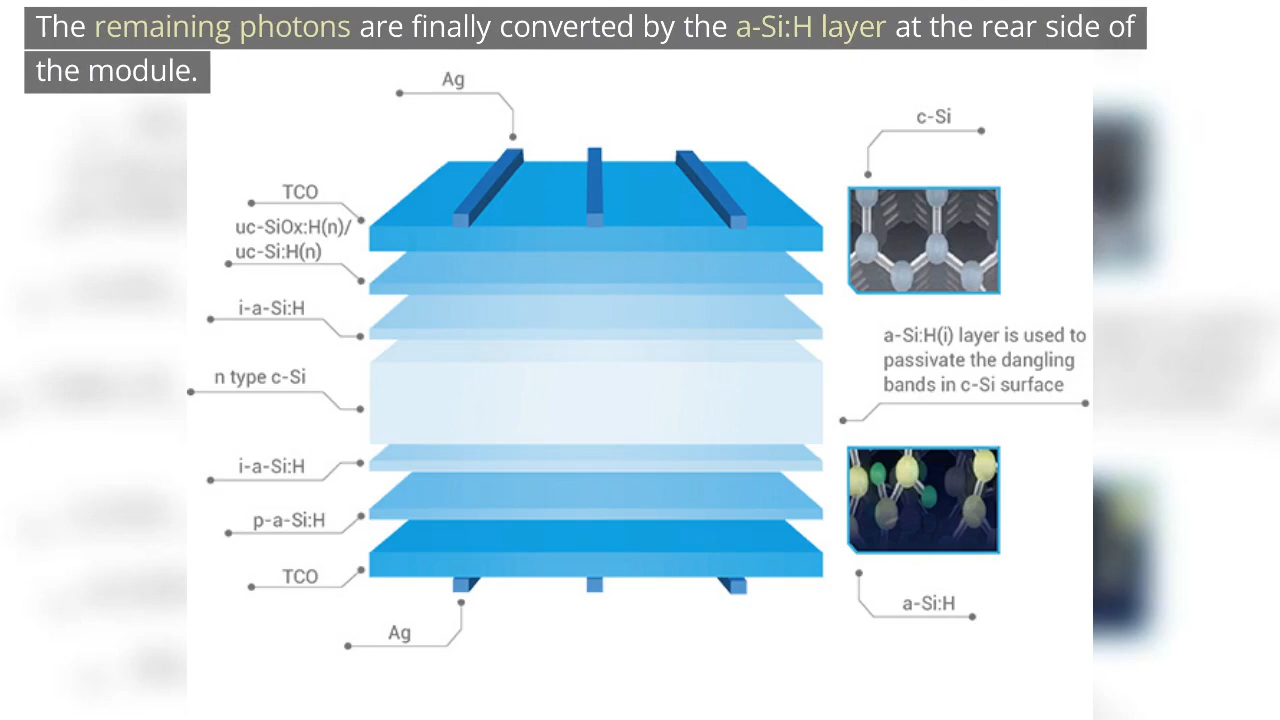 The remaining photons are finally converted by the a-Si:H layer at the rear side of
the module.
Ag
c-Si
TCO
uc-SiOx:H(n)/
uc-Si:H(n)
i-a-Si:H
a-Si:H(i) layer is used to
passivate the dangling
bands in c-Si surface
n type c-Si
i-a-Si:H
p-a-Si:H
TCO
a-Si:H
Ag